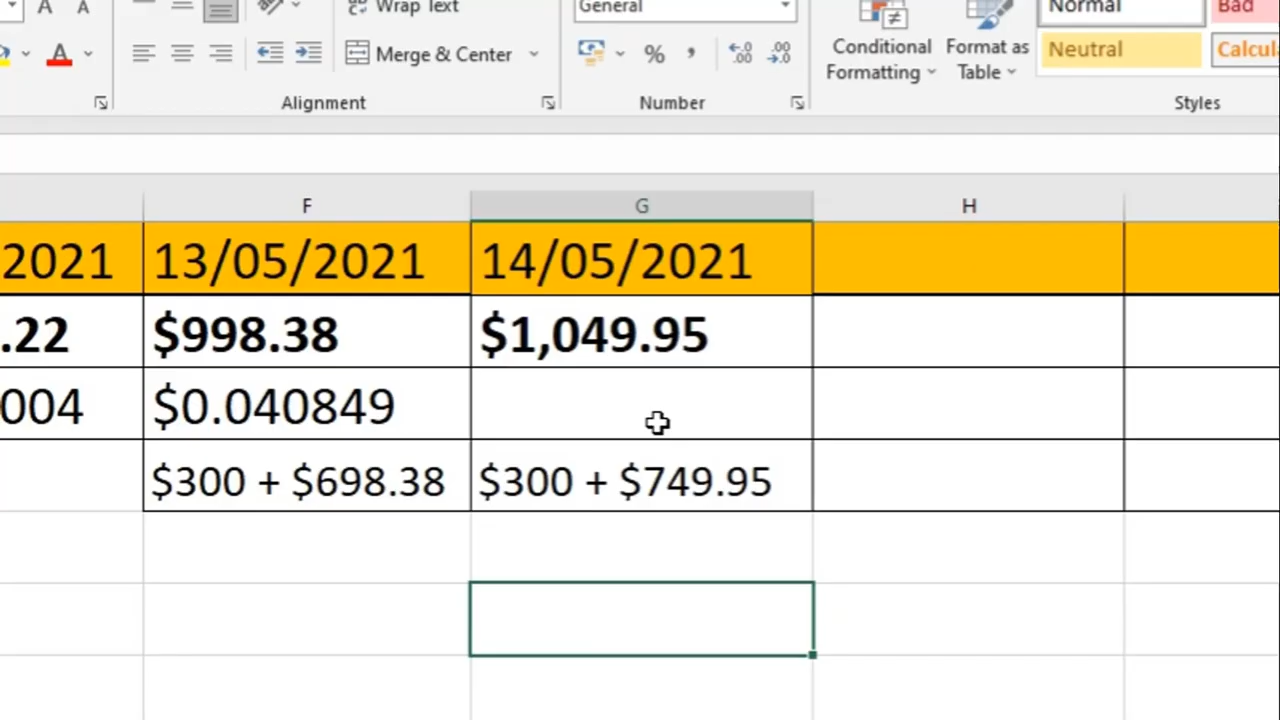 A A
Wrap Text
General
Normal
Bad
A
Merge & Center
%
,
.00
.00
Conditional Formatting
Format as Table
Neutral
Alignment
Number
Styles
F G H
2021 13/05/2021 14/05/2021
.22 $998.38 $1,049.95
004 $0.040849
$300 + $698.38 $300 + $749.95